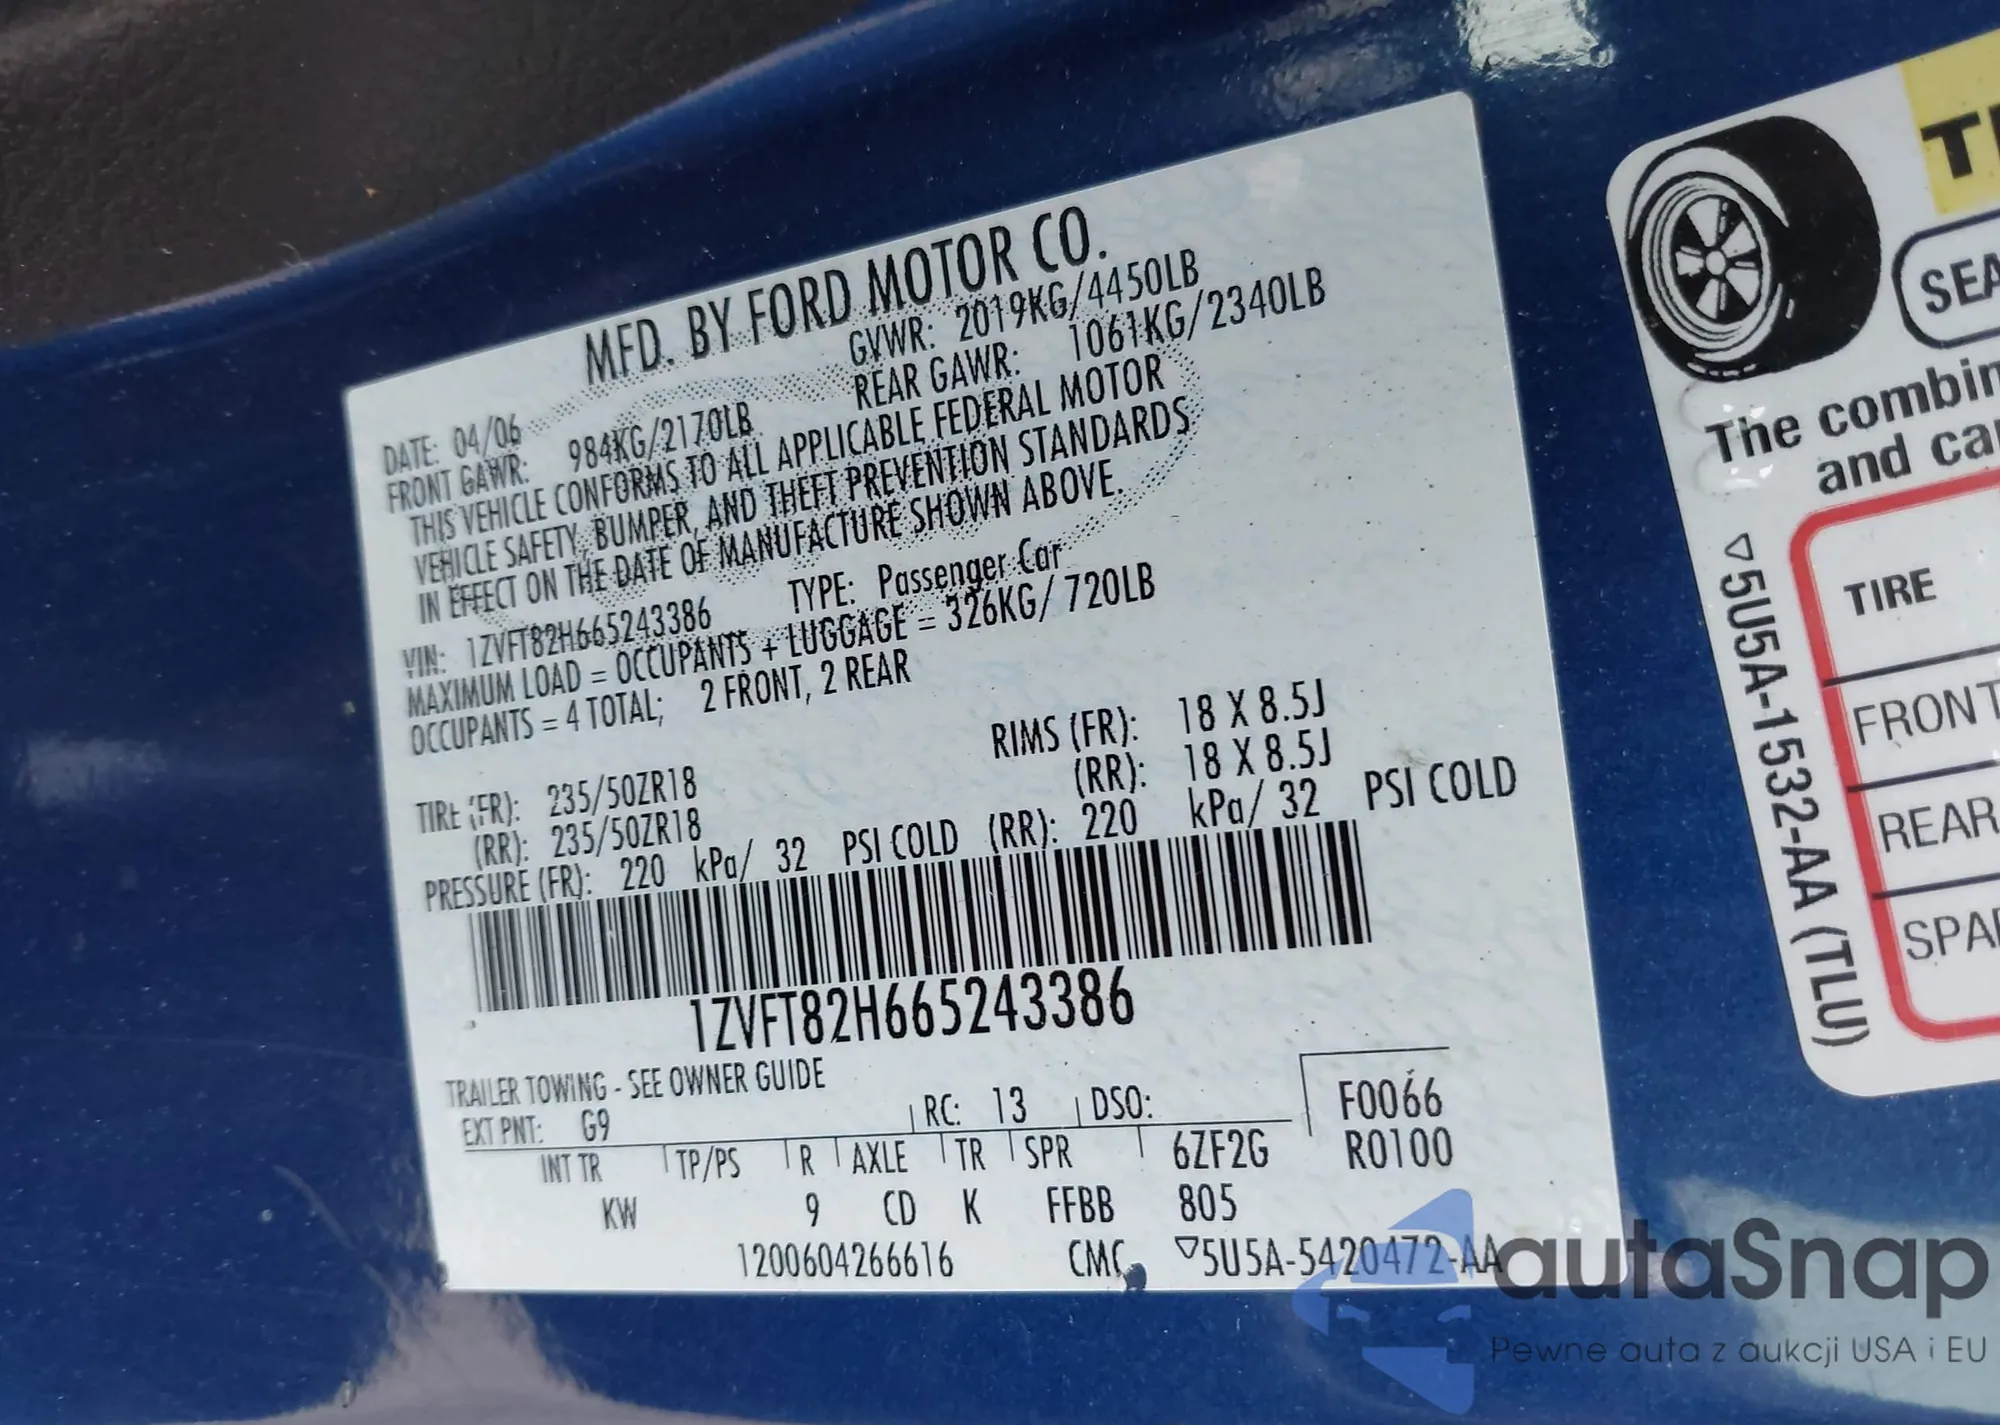 MFD. BY FORD MOTOR CO.
DATE: 04/06 GVWR: 2019KG/4450LB
FRONT GAWR: 984KG/2170LB REAR GAWR: 1061KG/2340LB
THIS VEHICLE CONFORMS TO ALL APPLICABLE FEDERAL MOTOR
VEHICLE SAFETY, BUMPER, AND THEFT PREVENTION STANDARDS
IN EFFECT ON THE DATE OF MANUFACTURE SHOWN ABOVE.
VIN: 1ZVFT82H665243386 TYPE: Passenger Car
MAXIMUM LOAD = OCCUPANTS + LUGGAGE = 326KG/720LB
OCCUPANTS = 4 TOTAL; 2 FRONT, 2 REAR
TIRE (FR): 235/50ZR18 RIMS (FR): 18 X 8.5J
(RR): 235/50ZR18 (RR): 18 X 8.5J
PRESSURE (FR): 220 kPa/ 32 PSI COLD (RR): 220 kPa/ 32 PSI COLD
1ZVFT82H665243386
TRAILER TOWING - SEE OWNER GUIDE
EXT PNT: G9 RC: 13 DSO: F0066
INT TR TP/PS R AXLE TR SPR 6ZF2G R0100
KW 9 CD K FFBB 805
1200604266616 CMC ▽5U5A-5420472-AA
SEA
The combin
and ca
TIRE
FRONT
REAR
SPA
▽5U5A-1532-AA (TLU)
autaSnap
Pewne auta z aukcji USA i EU